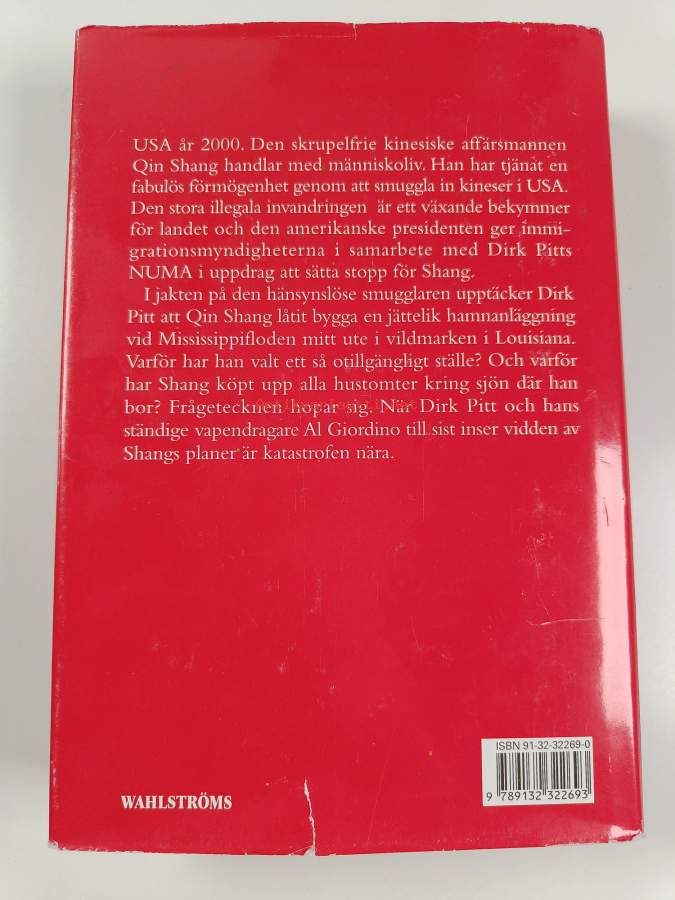 USA år 2000. Den skrupelfrie kinesiske affärsmannen
Qin Shang handlar med människoliv. Han har tjänat en
fabulös förmögenhet genom att smuggla in kineser i USA.
Den stora illegala invandringen är ett växande bekymmer
för landet och den amerikanske presidenten ger immi-
grationsmyndigheterna i samarbete med Dirk Pitts
NUMA i uppdrag att sätta stopp för Shang.
I jakten på den hänsynslöse smugglaren upptäcker Dirk
Pitt att Qin Shang låtit bygga en jättelik hamnanläggning
vid Mississippifloden mitt ute i vildmarken i Louisiana.
Varför har han valt ett så otillgängligt ställe? Och varför
har Shang köpt upp alla hustomter kring sjön där han
bor? Frågetecknen hopar sig. När Dirk Pitt och hans
ständige vapendragare Al Giordino till sist inser vidden av
Shangs planer är katastrofen nära.
ISBN 91-32-32269-0
9 789132 322693
WAHLSTRÖMS